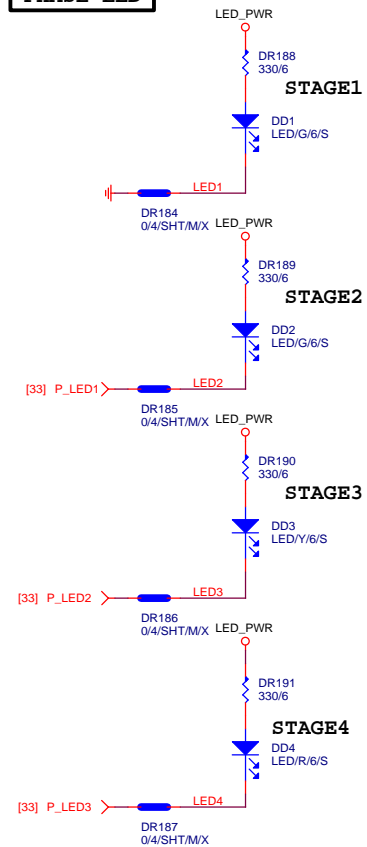 LED_PWR
DR188
330/6
STAGE1
DD1
LED/G/6/S
LED1
DR184
0/4/SHT/M/X
LED_PWR
DR189
330/6
STAGE2
DD2
LED/G/6/S
[33] P_LED1
LED2
DR185
0/4/SHT/M/X
LED_PWR
DR190
330/6
STAGE3
DD3
LED/Y/6/S
[33] P_LED2
LED3
DR186
0/4/SHT/M/X
LED_PWR
DR191
330/6
STAGE4
DD4
LED/R/6/S
[33] P_LED3
LED4
DR187
0/4/SHT/M/X